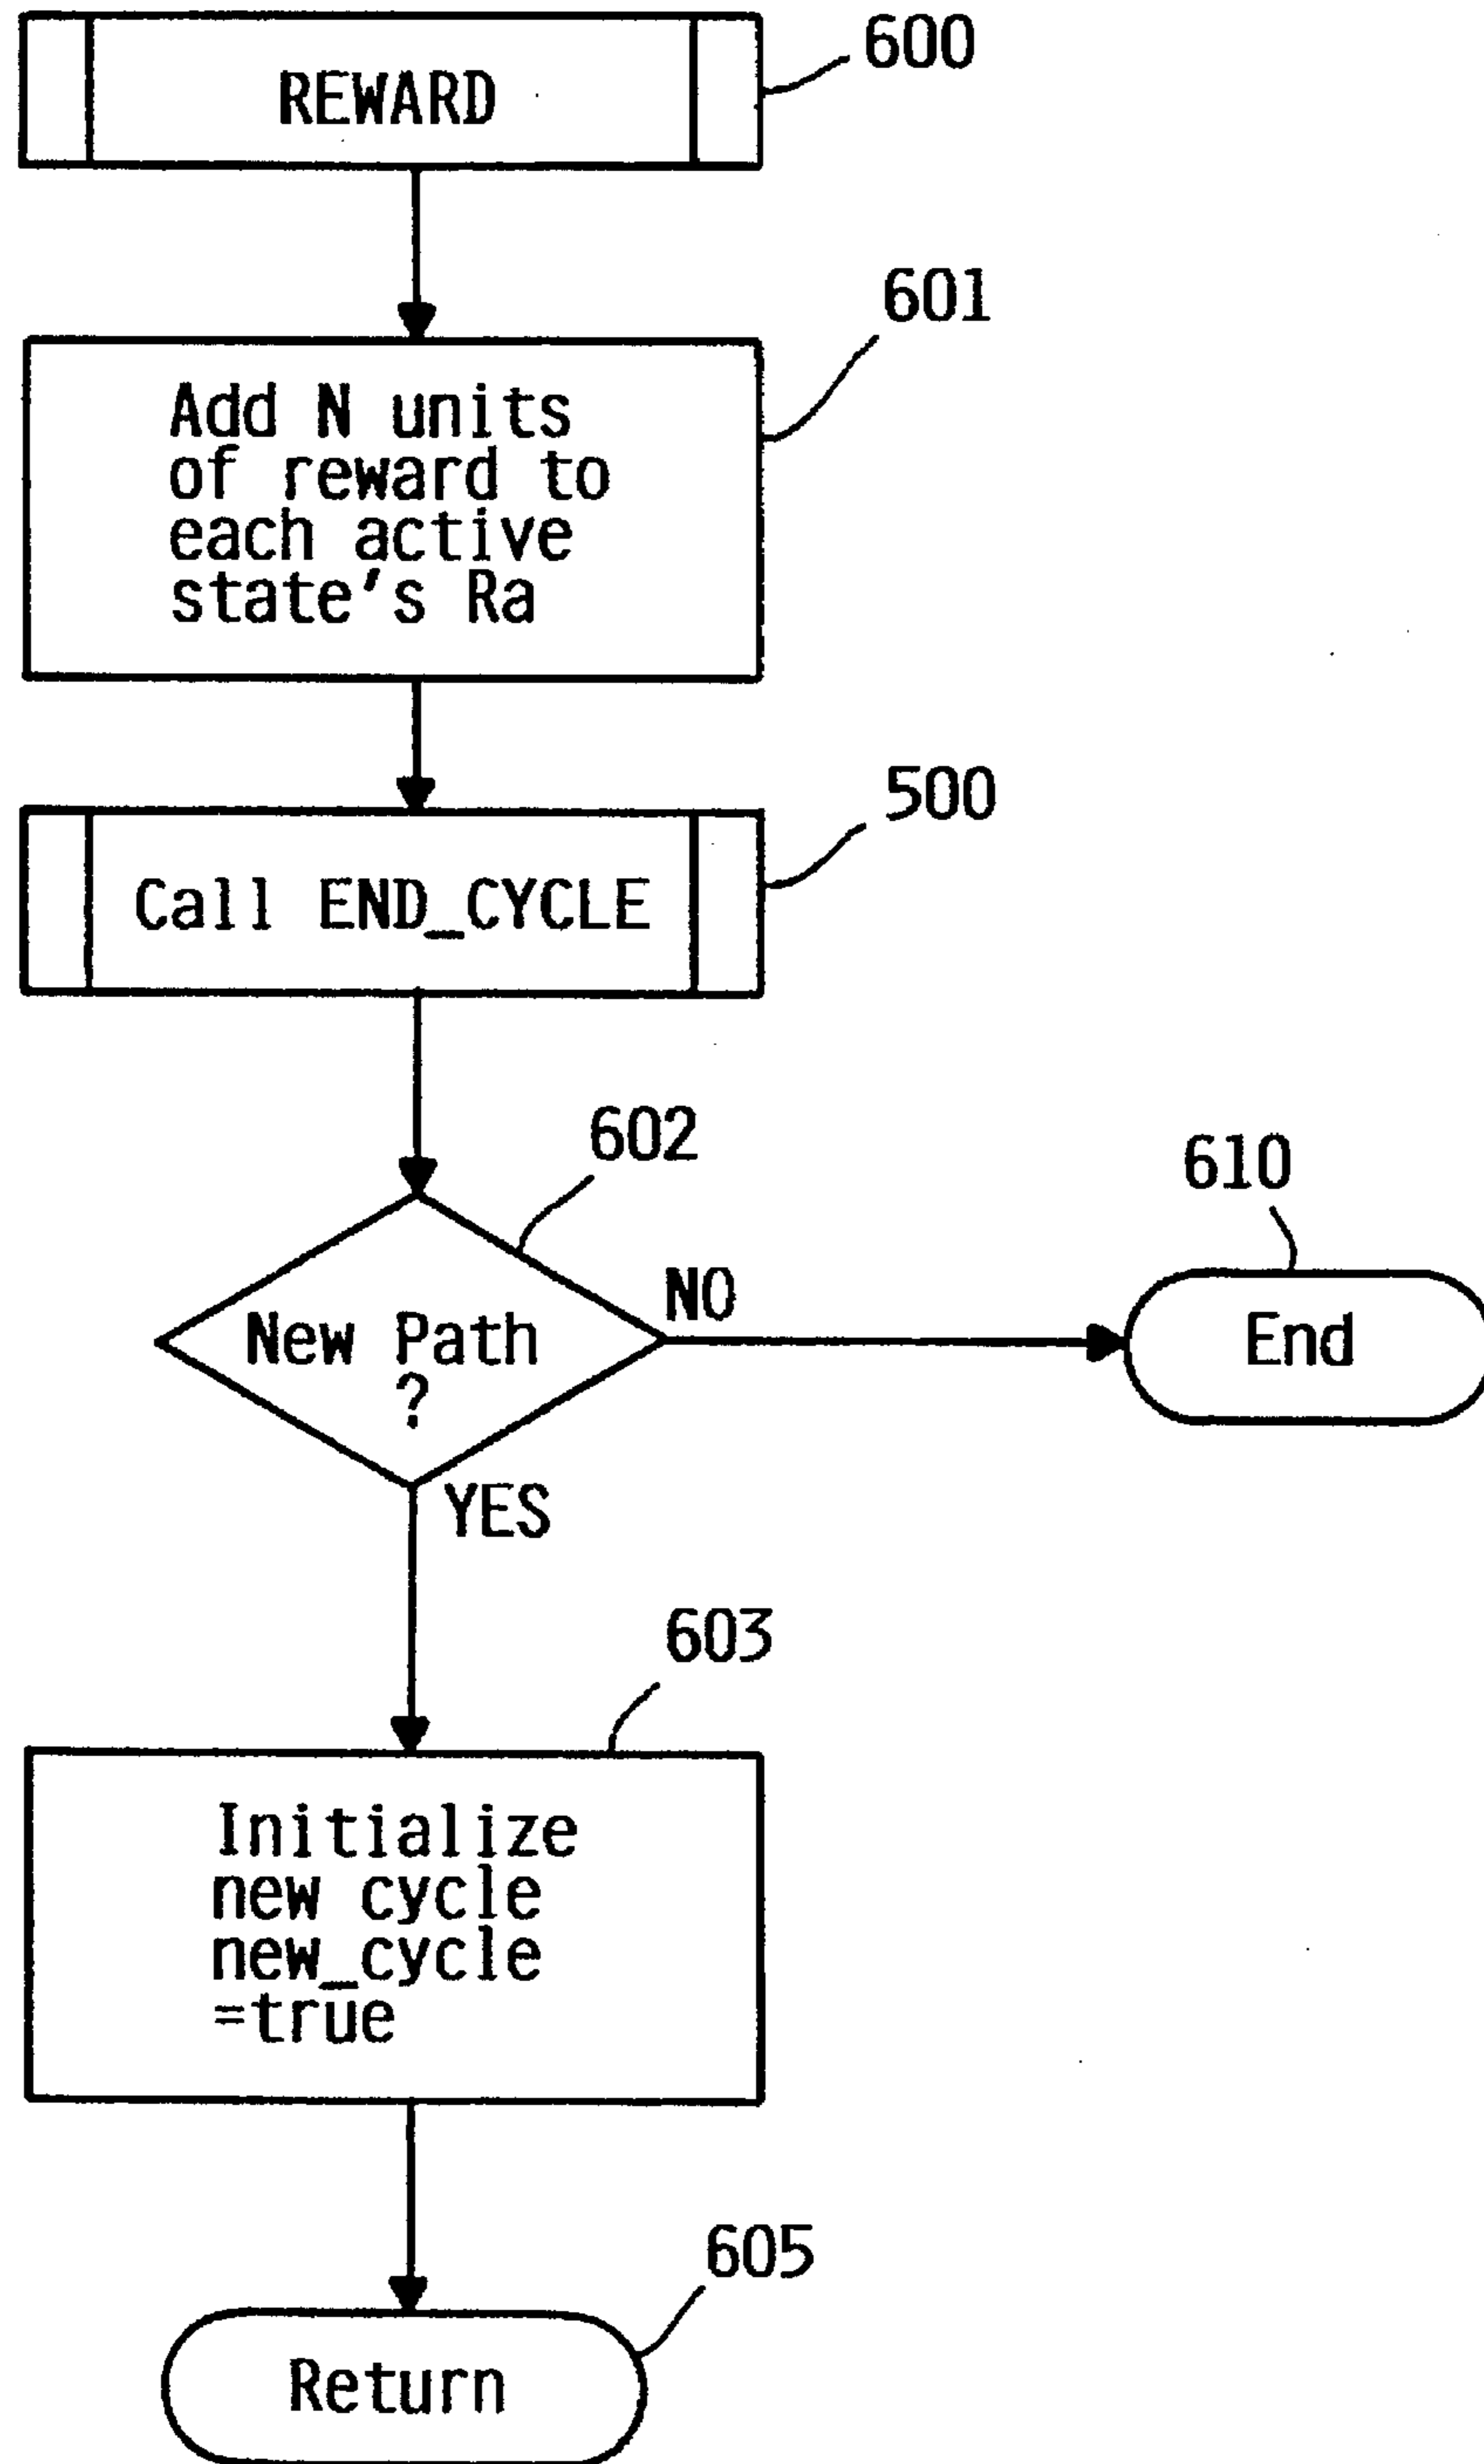 600
REWARD
601
Add N units
of reward to
each active
state's Ra
500
Call END_CYCLE
602
610
NO
New Path
?
End
YES
603
Initialize
new cycle
new_cycle
=true
605
Return